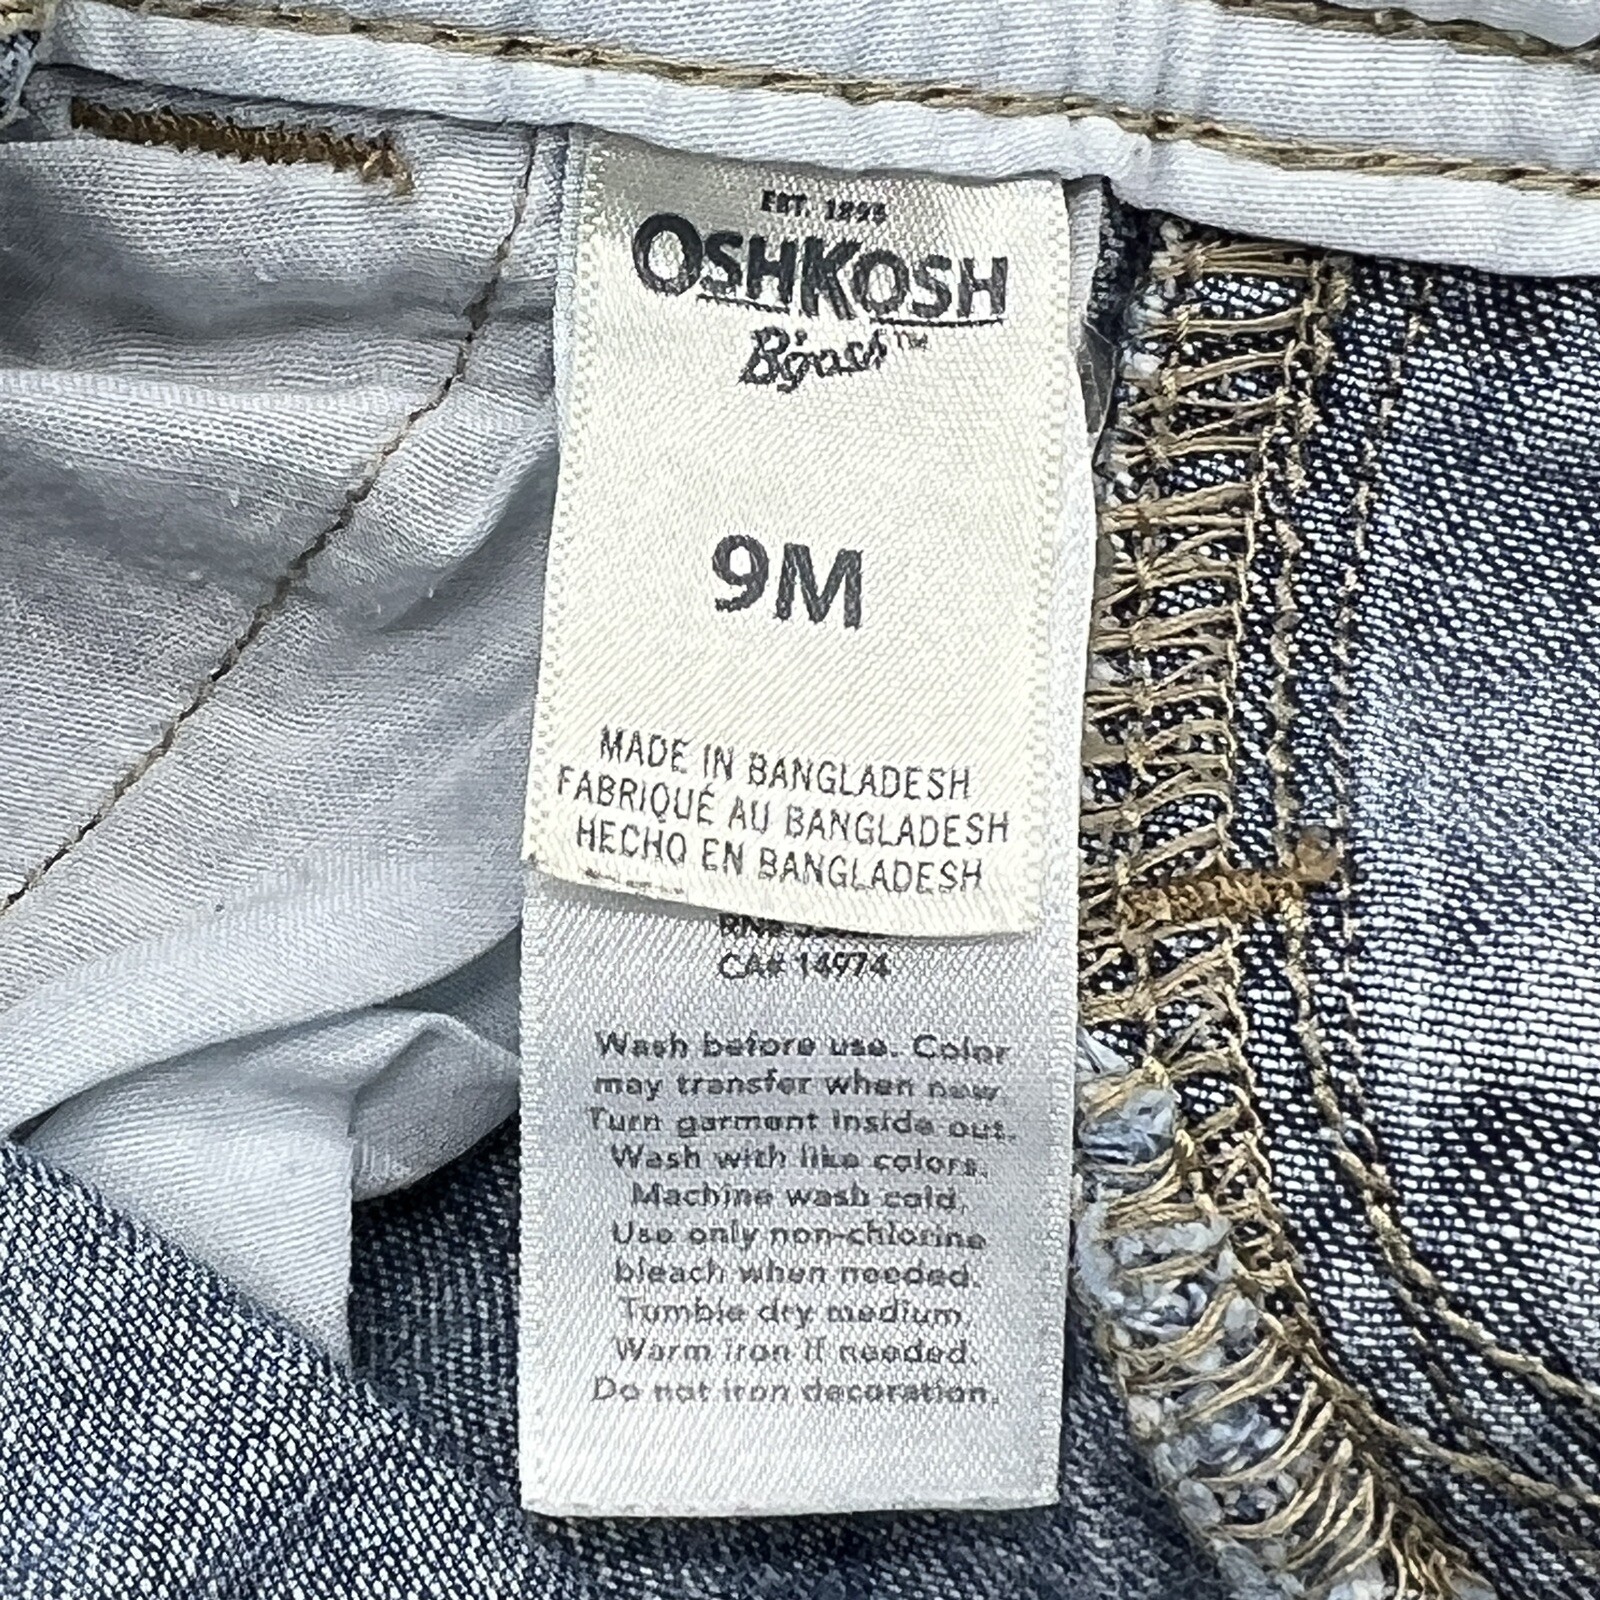 EST. 1895
OSHKOSH
B'gosh™
9M
MADE IN BANGLADESH
FABRIQUÉ AU BANGLADESH
HECHO EN BANGLADESH
RN#
CA# 14974
Wash before use. Color
may transfer when new.
Turn garment inside out.
Wash with like colors.
Machine wash cold.
Use only non-chlorine
bleach when needed.
Tumble dry medium.
Warm iron if needed.
Do not iron decoration.